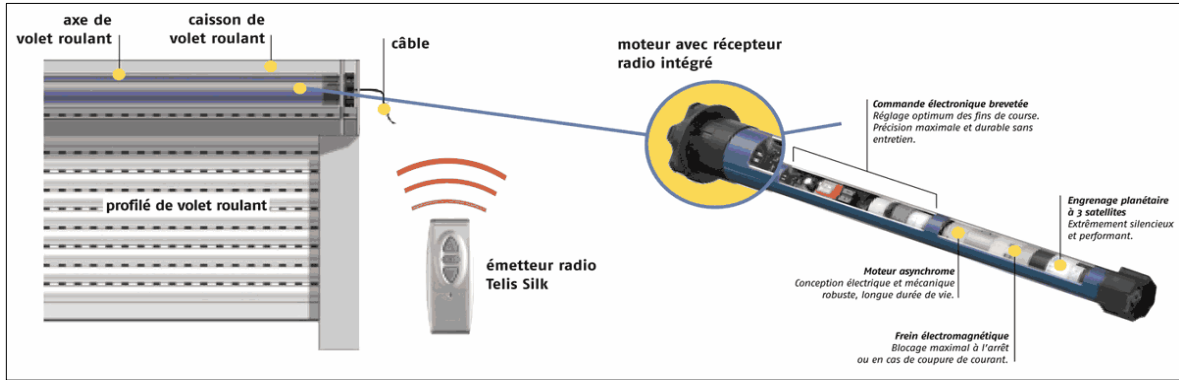 axe de
volet roulant
caisson de
volet roulant
câble
moteur avec récepteur
radio intégré
Commande électronique brevetée
Réglage optimum des fins de course.
Précision maximale et durable sans
entretien.
profilé de volet roulant
émetteur radio
Telis Silk
Engrenage planétaire
à 3 satellites
Extrêmement silencieux
et performant.
Moteur asynchrome
Conception électrique et mécanique
robuste, longue durée de vie.
Frein électromagnétique
Blocage maximal à l'arrêt
ou en cas de coupure de courant.